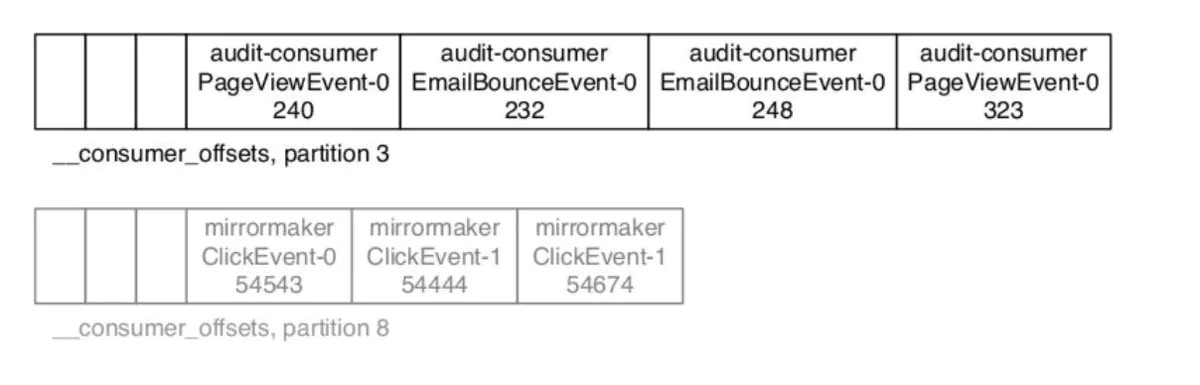 audit-consumer
PageViewEvent-0
240
audit-consumer
EmailBounceEvent-0
232
audit-consumer
EmailBounceEvent-0
248
audit-consumer
PageViewEvent-0
323
__consumer_offsets, partition 3
mirrormaker
ClickEvent-0
54543
mirrormaker
ClickEvent-1
54444
mirrormaker
ClickEvent-1
54674
__consumer_offsets, partition 8